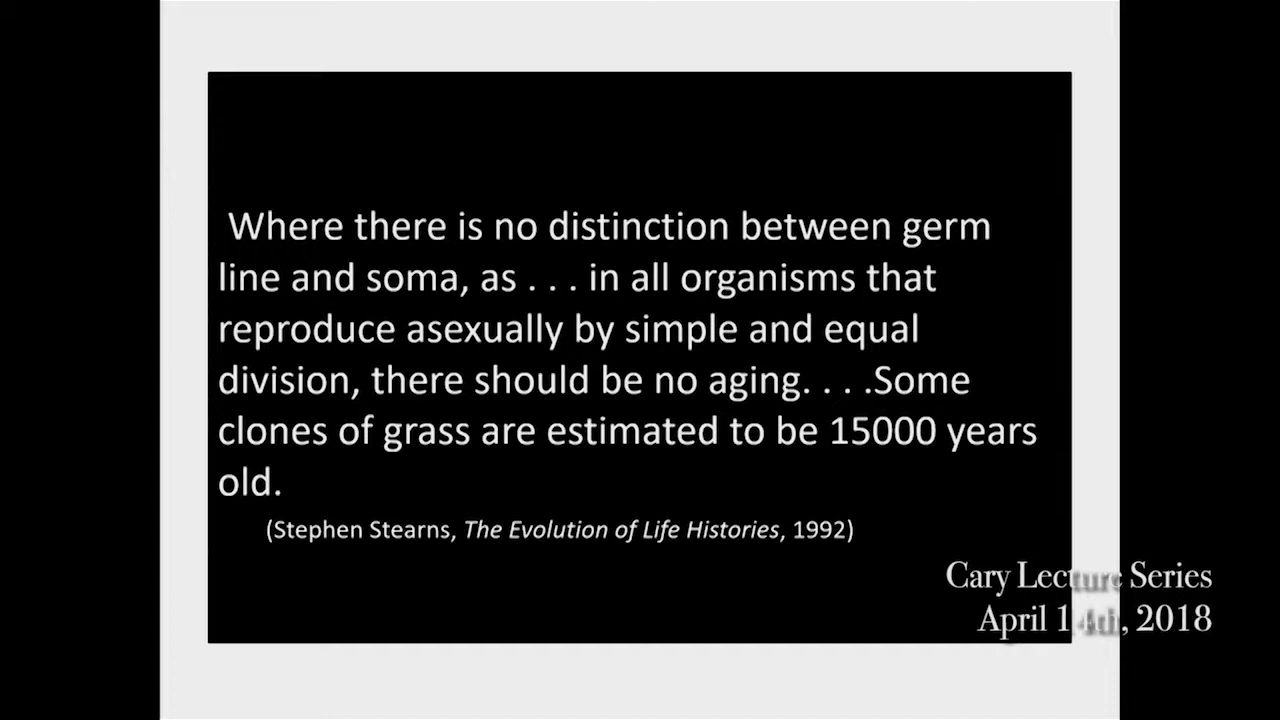 Where there is no distinction between germ
line and soma, as . . . in all organisms that
reproduce asexually by simple and equal
division, there should be no aging. . . .Some
clones of grass are estimated to be 15000 years
old.
(Stephen Stearns, The Evolution of Life Histories, 1992)
Cary Lecture Series
April 14th, 2018